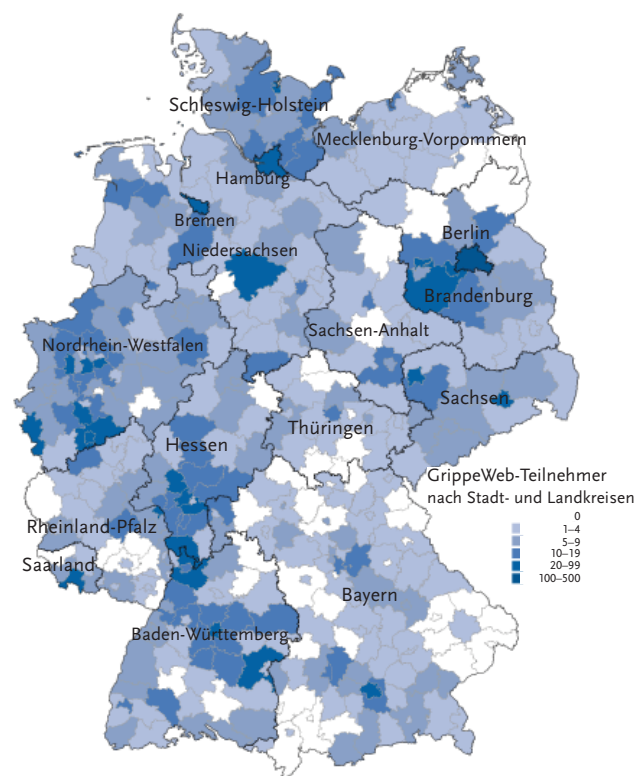 Schleswig-Holstein
Mecklenburg-Vorpommern
Hamburg
Bremen
Berlin
Niedersachsen
Brandenburg
Sachsen-Anhalt
Nordrhein-Westfalen
Sachsen
Thüringen
Hessen
GrippeWeb-Teilnehmer
nach Stadt- und Landkreisen
0
1–4
5–9
10–19
20–99
100–500
Rheinland-Pfalz
Saarland
Bayern
Baden-Württemberg